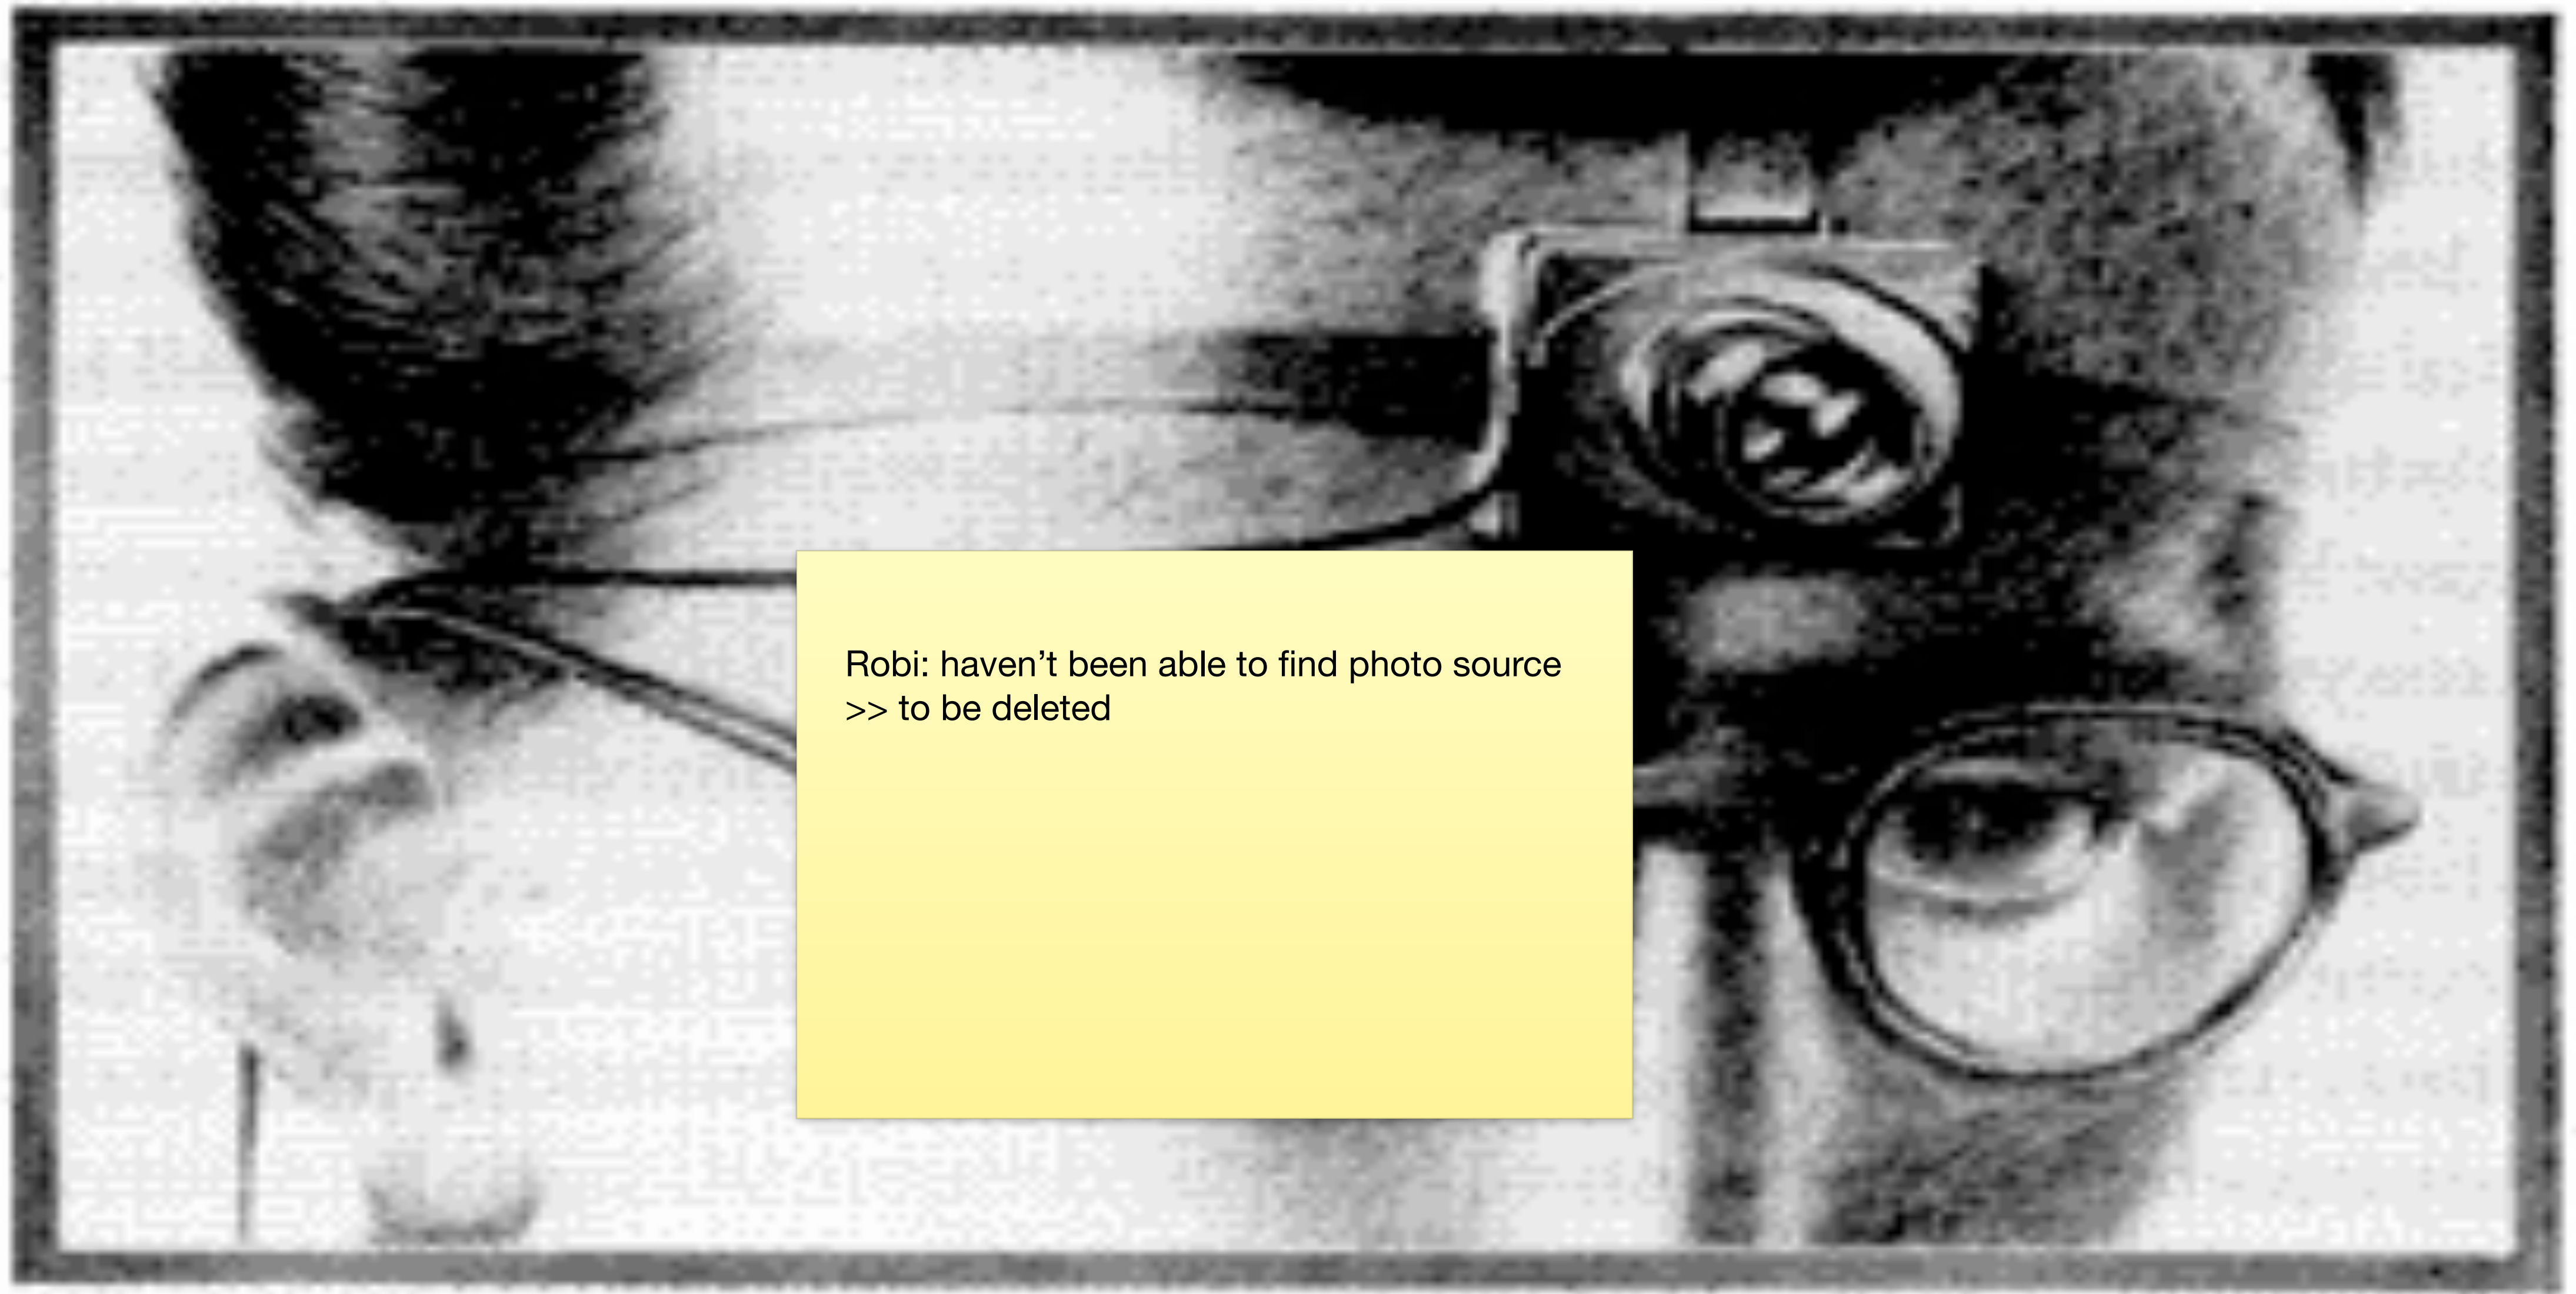 Robi: haven’t been able to find photo source
>> to be deleted